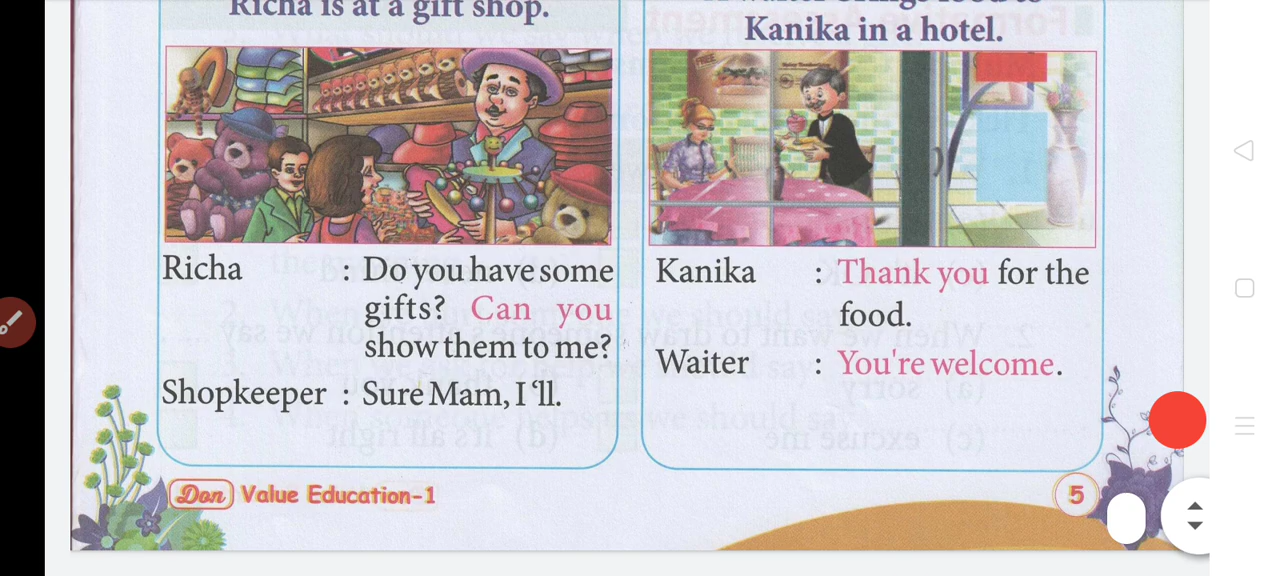 Richa is at a gift shop.
Richa : Do you have some
gifts? Can you
show them to me?
Shopkeeper : Sure Mam, I 'll.
Kanika in a hotel.
Kanika : Thank you for the
food.
Waiter : You're welcome.
Don Value Education-1
5